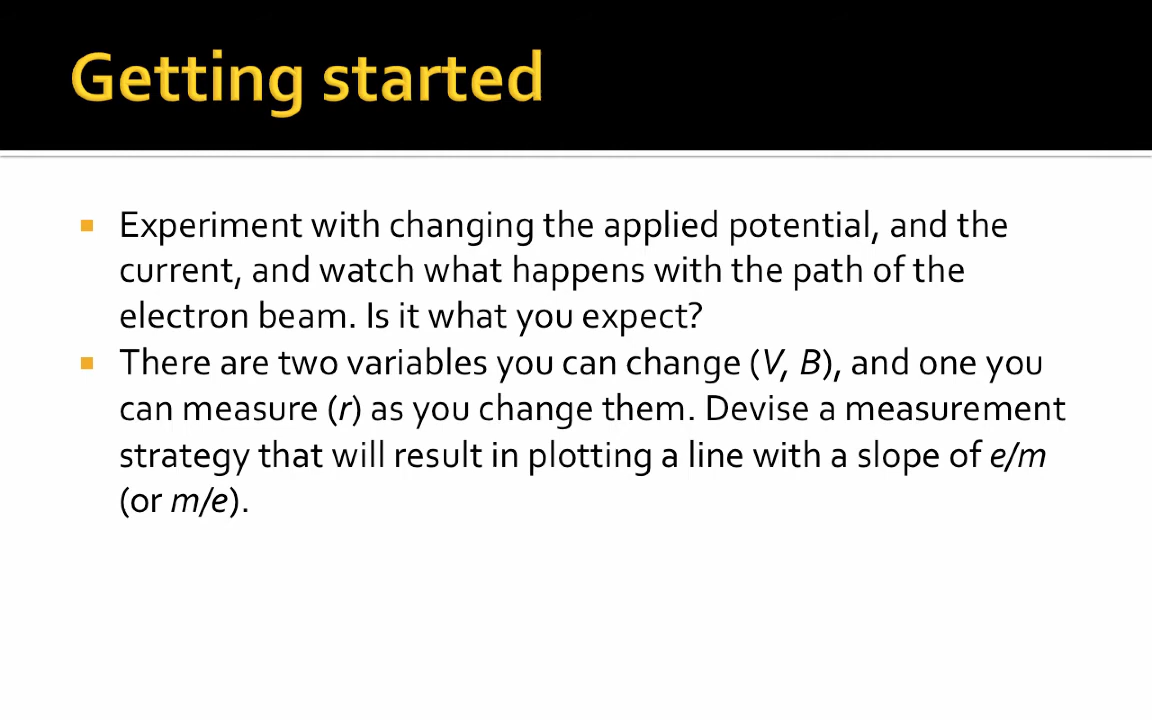 Getting started
Experiment with changing the applied potential, and the
current, and watch what happens with the path of the
electron beam. Is it what you expect?
There are two variables you can change (V, B), and one you
can measure (r) as you change them. Devise a measurement
strategy that will result in plotting a line with a slope of e/m
(or m/e).